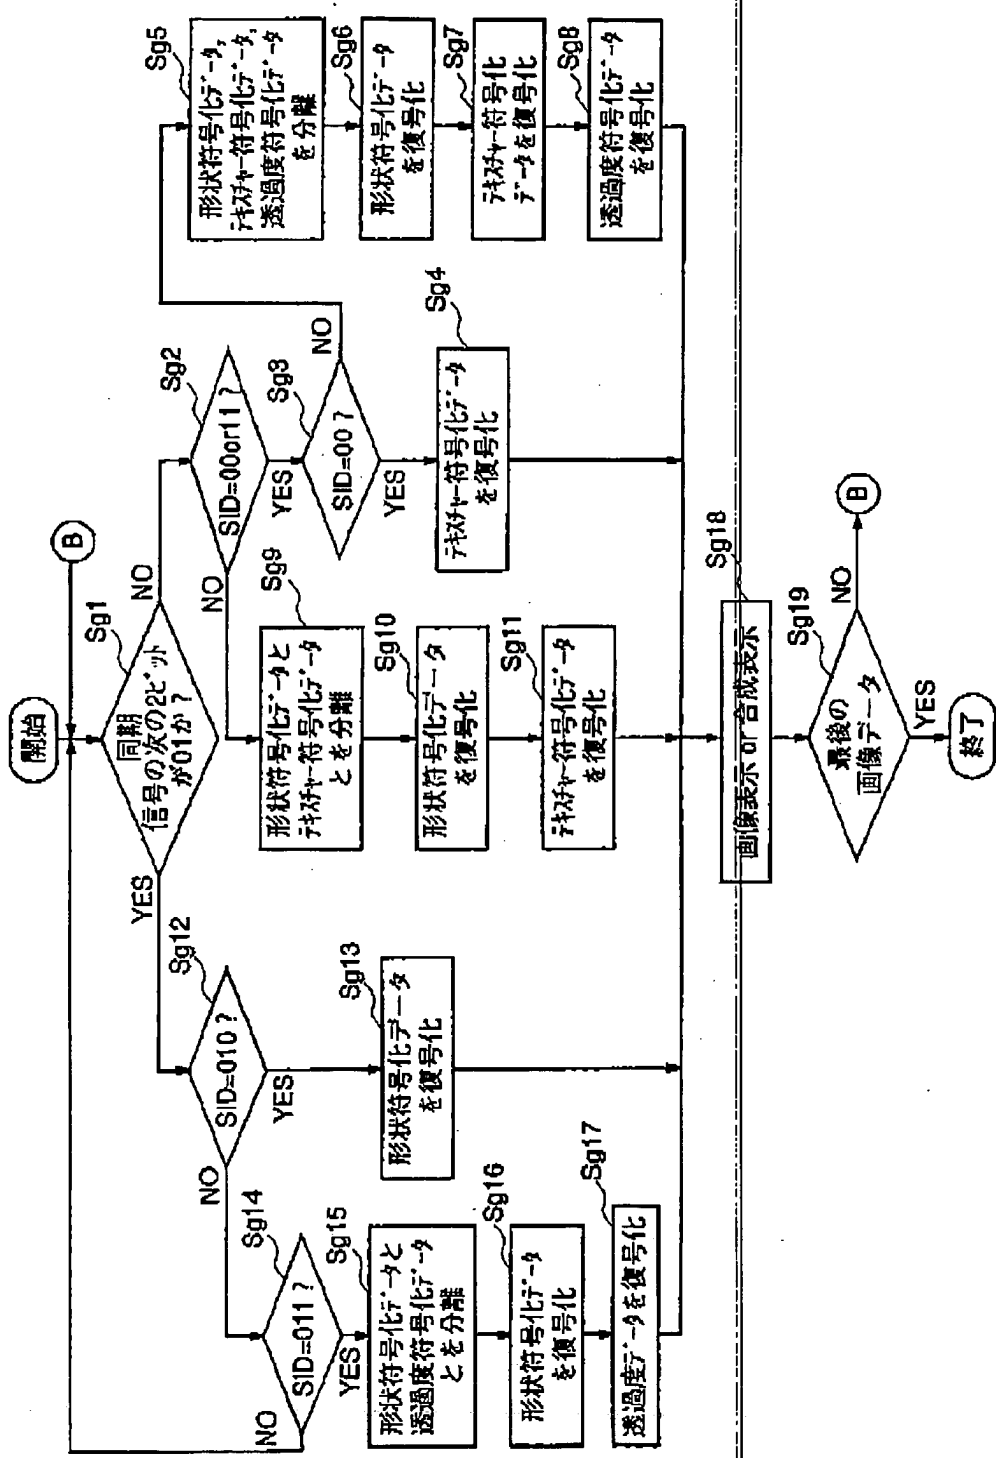 開始
B
同期
信号の次の2ビット
が01か?
Sg1
YES
NO
SID=010?
Sg12
YES
NO
SID=011?
Sg14
YES
NO
形状符号化データと
透過度符号化データ
とを分離
Sg15
形状符号化データ
を復号化
Sg16
透過度データを復号化
Sg17
形状符号化データ
を復号化
Sg13
SID=00or11?
Sg2
NO
YES
形状符号化データと
テキスチャー符号化データ
とを分離
Sg9
形状符号化データ
を復号化
Sg10
テキスチャー符号化データ
を復号化
Sg11
SID=00?
Sg3
YES
NO
テキスチャー符号化データ
を復号化
Sg4
形状符号化データ,
テキスチャー符号化データ,
透過度符号化データ
を分離
Sg5
形状符号化データ
を復号化
Sg6
テキスチャー符号化
データを復号化
Sg7
透過度符号化データ
を復号化
Sg8
画像表示 or 合成表示
Sg18
最後の
画像データ
Sg19
NO
B
YES
終了